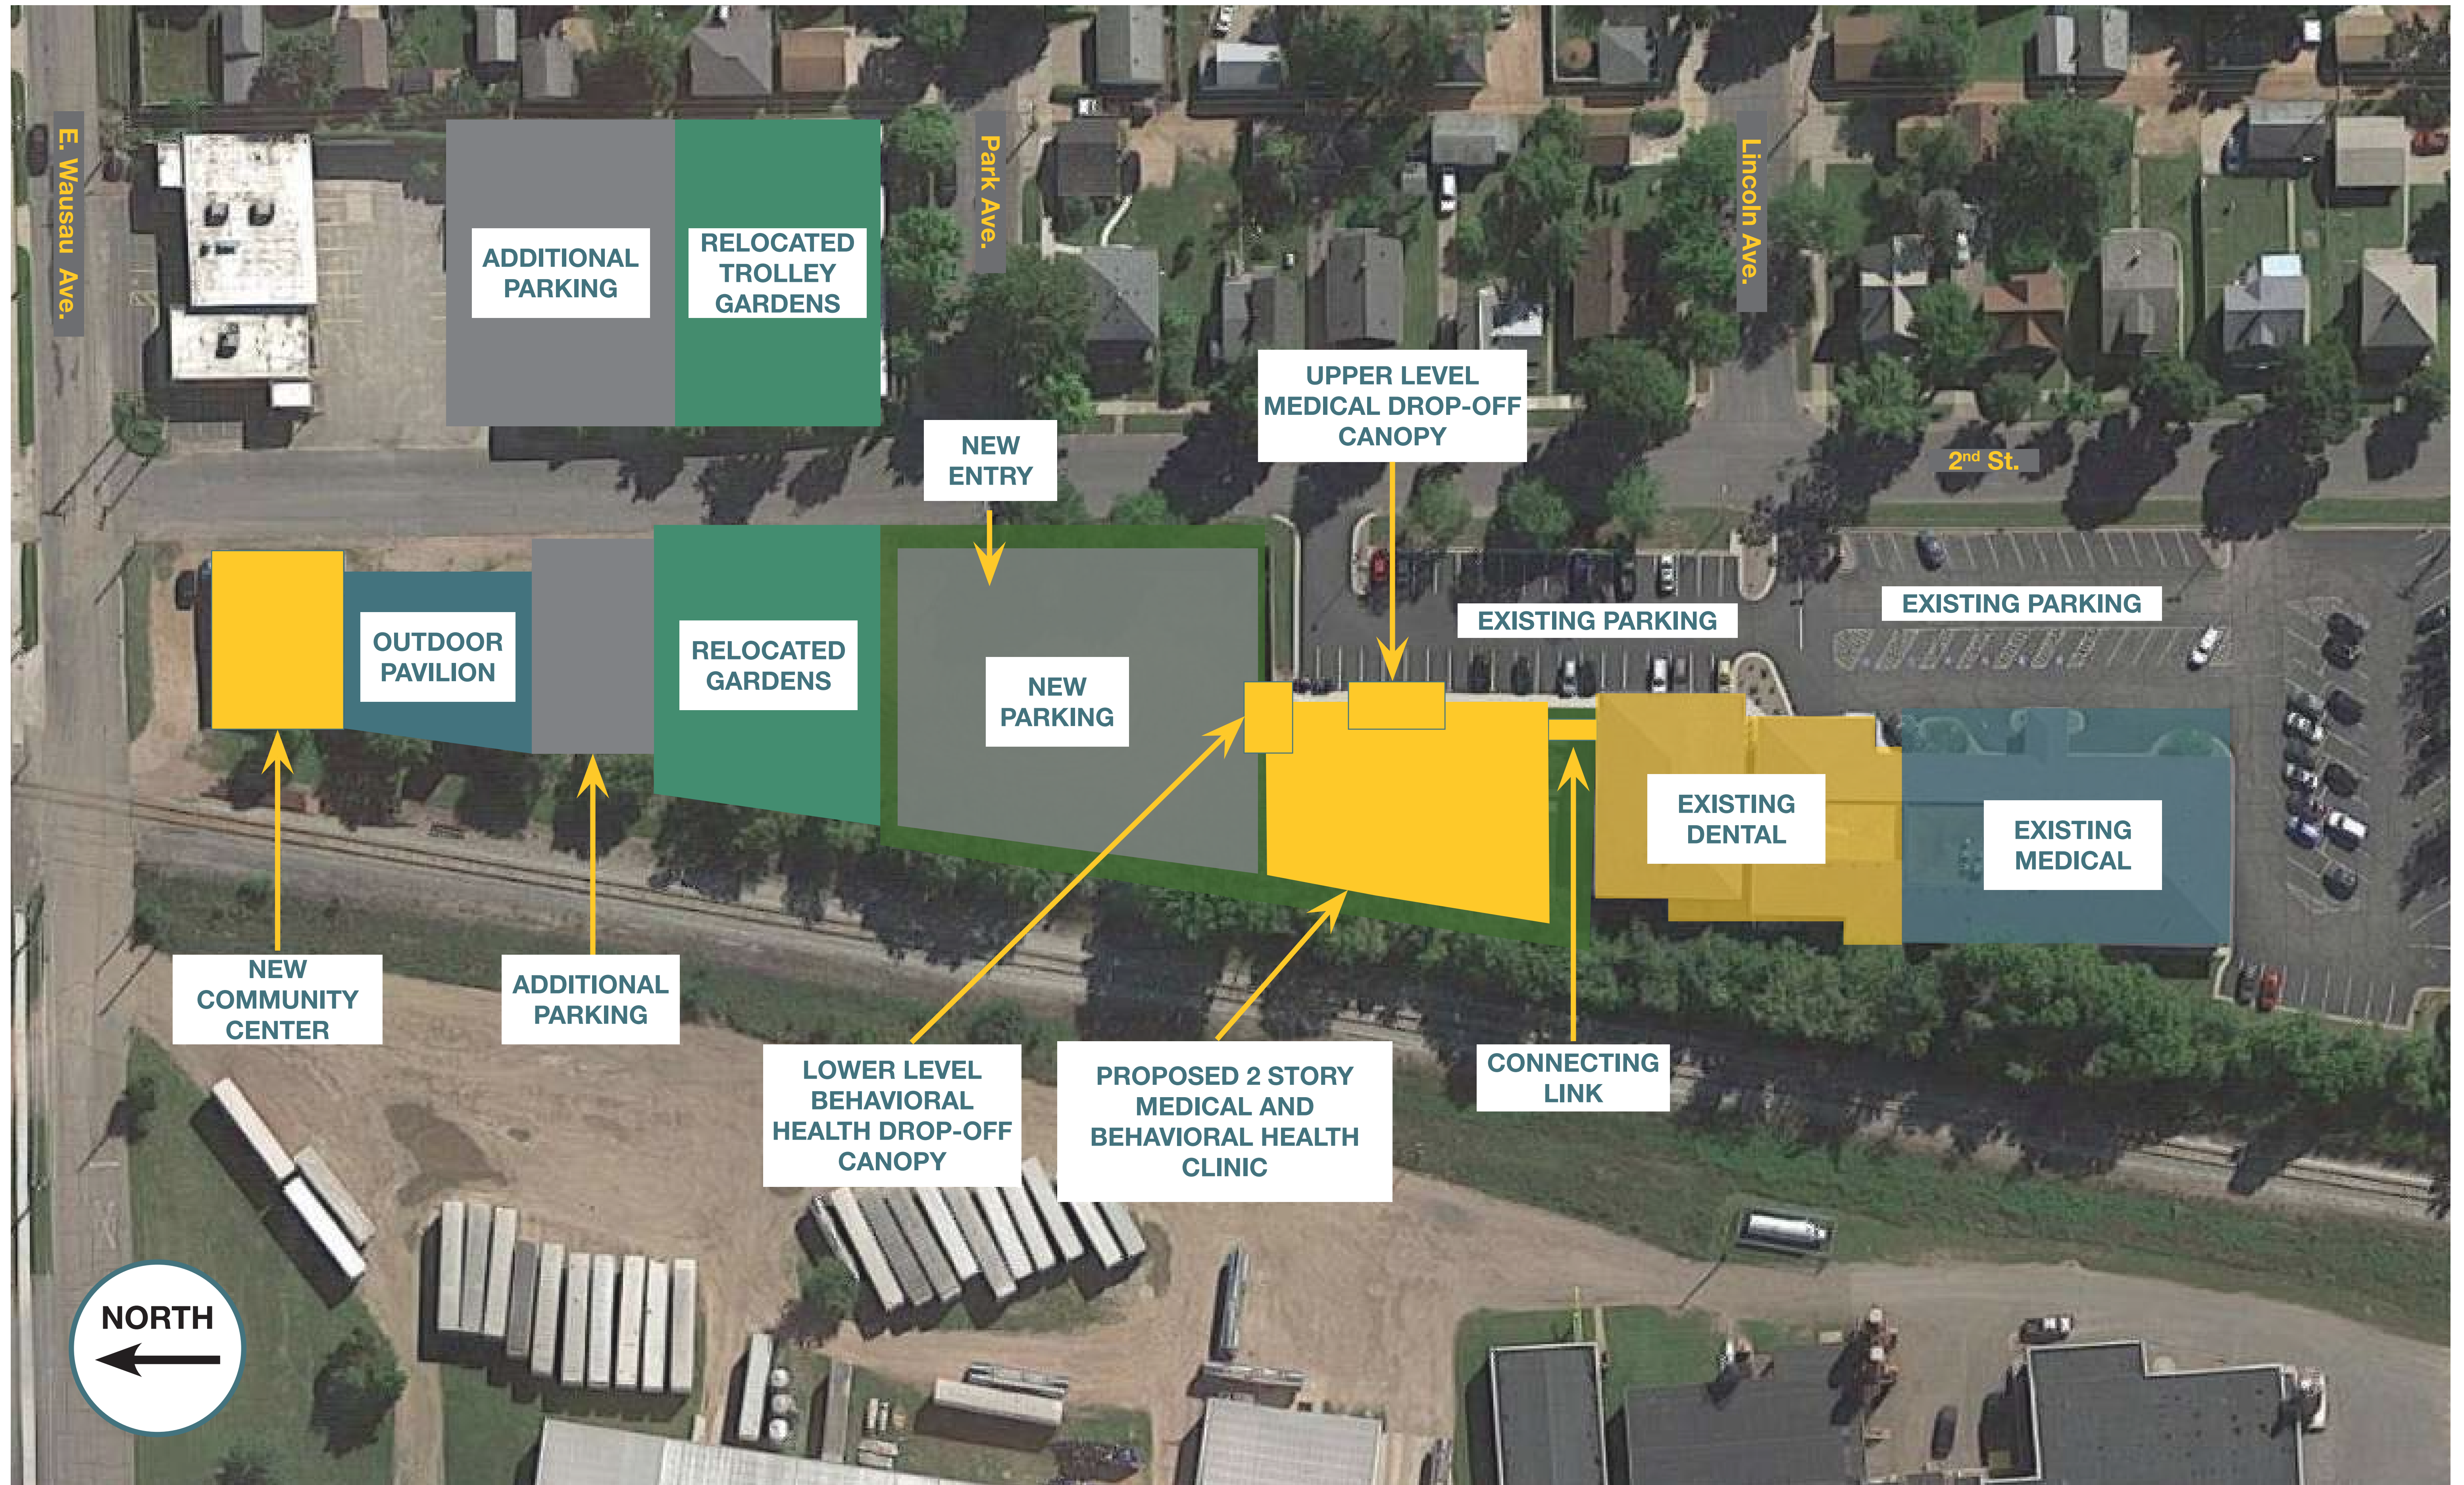 E. Wausau Ave.
Park Ave.
Lincoln Ave.
ADDITIONAL
PARKING
RELOCATED
TROLLEY
GARDENS
UPPER LEVEL
MEDICAL DROP-OFF
CANOPY
NEW
ENTRY
2nd St.
OUTDOOR
PAVILION
RELOCATED
GARDENS
NEW
PARKING
EXISTING PARKING
EXISTING PARKING
EXISTING
DENTAL
EXISTING
MEDICAL
NEW
COMMUNITY
CENTER
ADDITIONAL
PARKING
LOWER LEVEL
BEHAVIORAL
HEALTH DROP-OFF
CANOPY
PROPOSED 2 STORY
MEDICAL AND
BEHAVIORAL HEALTH
CLINIC
CONNECTING
LINK
NORTH